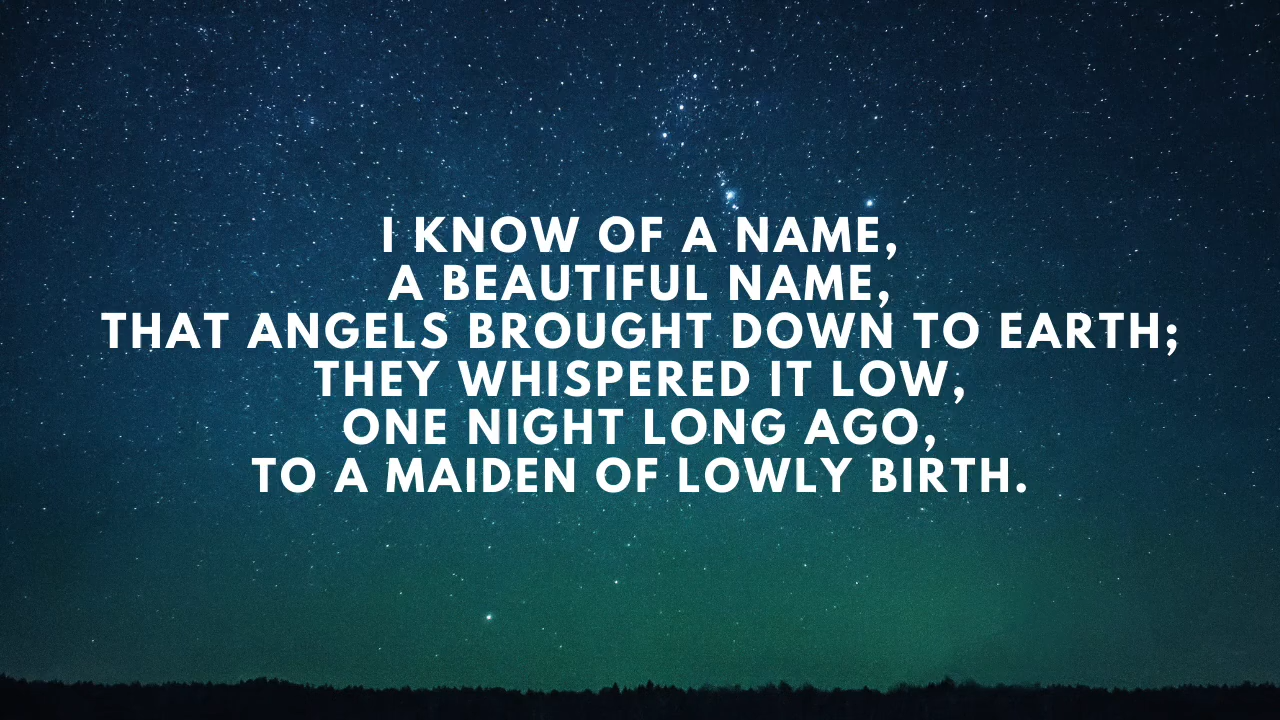 I KNOW OF A NAME,
A BEAUTIFUL NAME,
THAT ANGELS BROUGHT DOWN TO EARTH;
THEY WHISPERED IT LOW,
ONE NIGHT LONG AGO,
TO A MAIDEN OF LOWLY BIRTH.